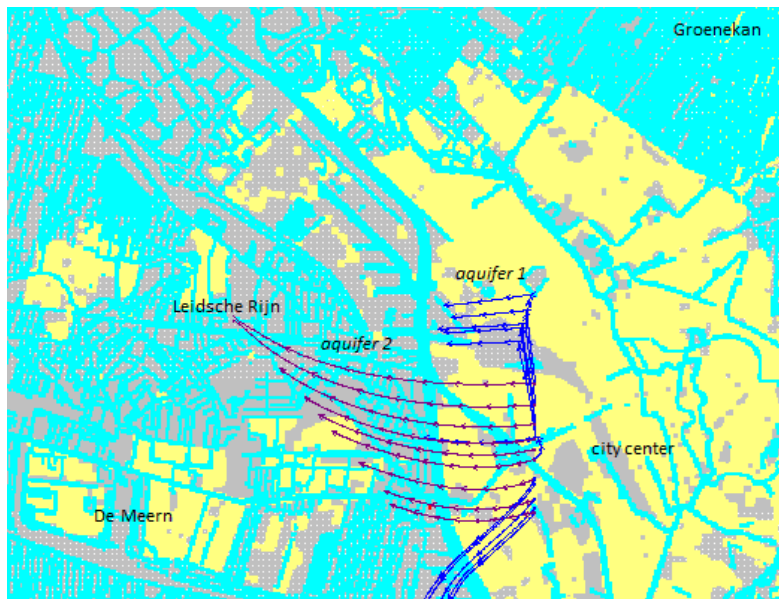 Groenekan
aquifer 1
Leidsche Rijn
aquifer 2
city center
De Meern